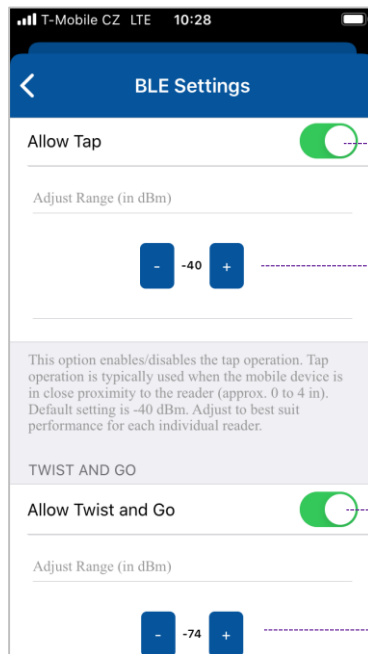 T-Mobile CZ LTE 10:28
BLE Settings
Allow Tap
Adjust Range (in dBm)
- -40 +
This option enables/disables the tap operation. Tap
operation is typically used when the mobile device is
in close proximity to the reader (approx. 0 to 4 in).
Default setting is -40 dBm. Adjust to best suit
performance for each individual reader.
TWIST AND GO
Allow Twist and Go
Adjust Range (in dBm)
- -74 +